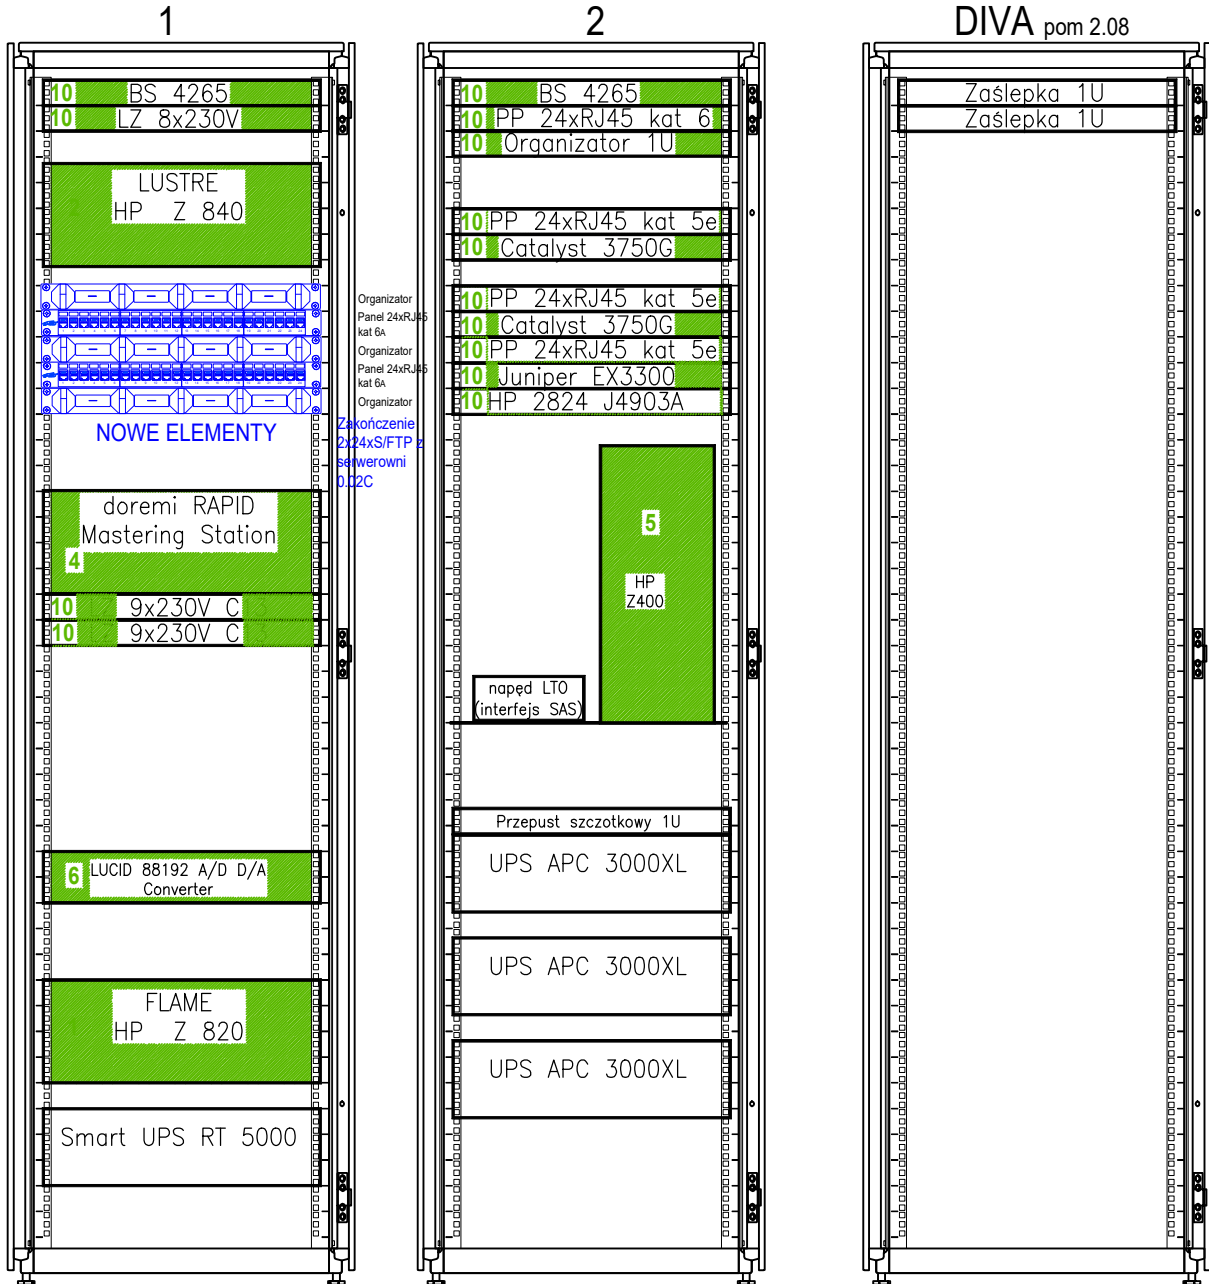 1
10 BS 4265
10 LZ 8x230V
2
LUSTRE
HP Z 840
Organizator
Panel 24xRJ45
kat 6A
Organizator
Panel 24xRJ45
kat 6A
Organizator
NOWE ELEMENTY
Zakończenie
2x24xS/FTP z
serwerowni
0.02C
doremi RAPID
Mastering Station
4
10 LZ 9x230V C13
10 LZ 9x230V C13
6
LUCID 88192 A/D D/A
Converter
1
FLAME
HP Z 820
Smart UPS RT 5000
2
10 BS 4265
10 PP 24xRJ45 kat 6
10 Organizator 1U
10 PP 24xRJ45 kat 5e
10 Catalyst 3750G
10 PP 24xRJ45 kat 5e
10 Catalyst 3750G
10 PP 24xRJ45 kat 5e
10 Juniper EX3300
10 HP 2824 J4903A
5
HP
Z400
napęd LTO
(interfejs SAS)
Przepust szczotkowy 1U
UPS APC 3000XL
UPS APC 3000XL
UPS APC 3000XL
DIVA pom 2.08
Zaślepka 1U
Zaślepka 1U